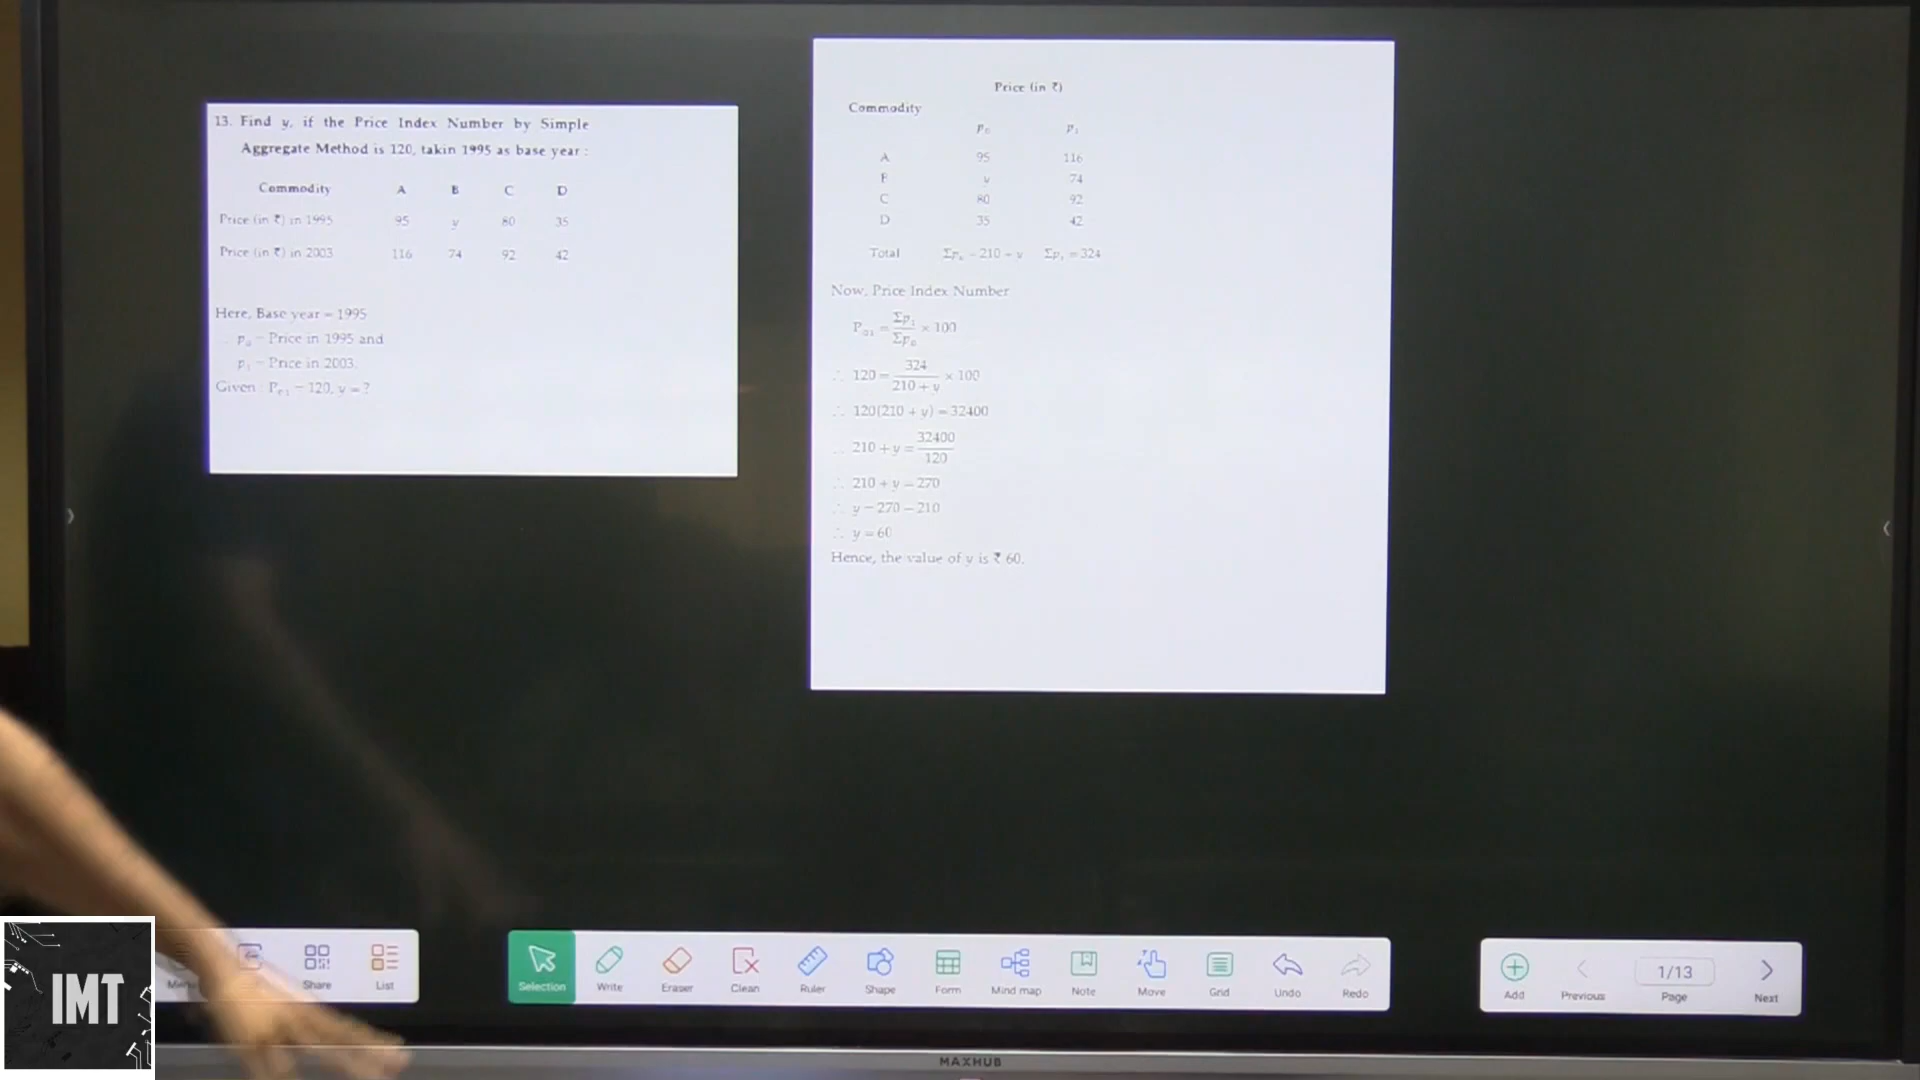 13. Find y, if the Price Index Number by Simple
Aggregate Method is 120, takin 1995 as base year :
Commodity A B C D
Price (in ₹) in 1995 95 y 80 35
Price (in ₹) in 2003 116 74 92 42
Here, Base year = 1995
∴ p₀ = Price in 1995 and
p₁ = Price in 2003.
Given : P₀₁ = 120, y = ?
Price (in ₹)
Commodity
p₀ p₁
A 95 116
B y 74
C 80 92
D 35 42
Total Σp₀ = 210 + y Σp₁ = 324
Now, Price Index Number
P₀₁ = Σp₁/Σp₀ × 100
∴ 120 = 324/(210 + y) × 100
∴ 120(210 + y) = 32400
∴ 210 + y = 32400/120
∴ 210 + y = 270
∴ y = 270 − 210
∴ y = 60
Hence, the value of y is ₹ 60.
Menu Share List
Selection Write Eraser Clean Ruler Shape Form Mind map Note Move Grid Undo Redo
Add Previous 1/13 Page Next
MAXHUB
IMT